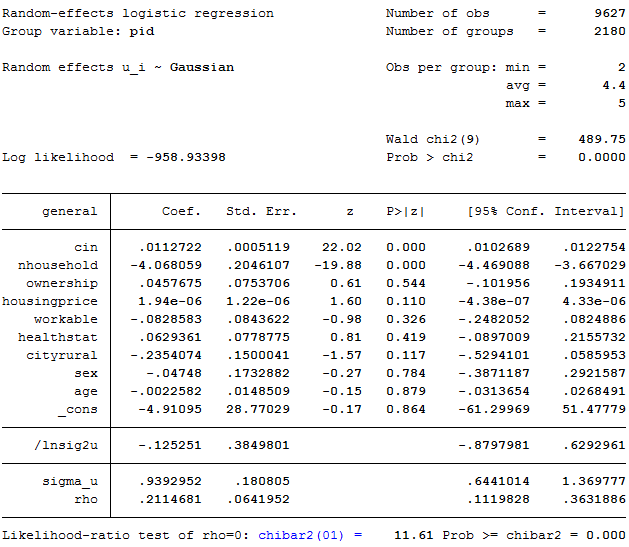 Random-effects logistic regression Number of obs = 9627
Group variable: pid Number of groups = 2180
Random effects u_i ~ Gaussian Obs per group: min = 2
avg = 4.4
max = 5
Wald chi2(9) = 489.75
Log likelihood = -958.93398 Prob > chi2 = 0.0000
general Coef. Std. Err. z P>|z| [95% Conf. Interval]
cin .0112722 .0005119 22.02 0.000 .0102689 .0122754
nhousehold -4.068059 .2046107 -19.88 0.000 -4.469088 -3.667029
ownership .0457675 .0753706 0.61 0.544 -.101956 .1934911
housingprice 1.94e-06 1.22e-06 1.60 0.110 -4.38e-07 4.33e-06
workable -.0828583 .0843622 -0.98 0.326 -.2482052 .0824886
healthstat .0629361 .0778775 0.81 0.419 -.0897009 .2155732
cityrural -.2354074 .1500041 -1.57 0.117 -.5294101 .0585953
sex -.04748 .1732882 -0.27 0.784 -.3871187 .2921587
age -.0022582 .0148509 -0.15 0.879 -.0313654 .0268491
_cons -4.91095 28.77029 -0.17 0.864 -61.29969 51.47779
/lnsig2u -.125251 .3849801 -.8797981 .6292961
sigma_u .9392952 .180805 .6441014 1.369777
rho .2114681 .0641952 .1119828 .3631886
Likelihood-ratio test of rho=0: chibar2(01) = 11.61 Prob >= chibar2 = 0.000